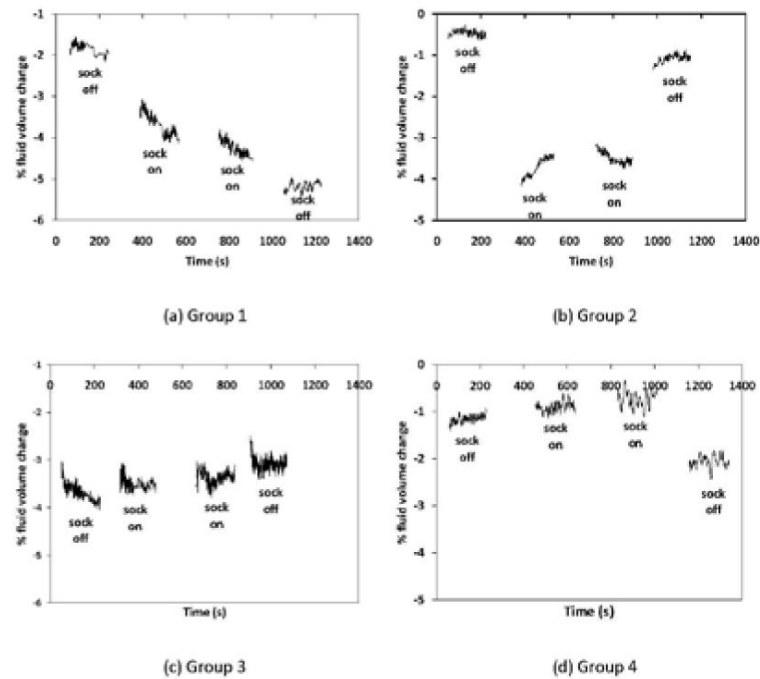 -1
-2
-3
-4
-5
-6
% fluid volume change
sock
off
sock
on
sock
on
sock
off
0 200 400 600 800 1000 1200 1400
Time (s)
(a) Group 1
0
-1
-2
-3
-4
-5
% fluid volume change
sock
off
sock
on
sock
on
sock
off
0 200 400 600 800 1000 1200 1400
Time (s)
(b) Group 2
-1
-2
-3
-4
-5
-6
% fluid volume change
0 200 400 600 800 1000 1200 1400
sock
off
sock
on
sock
on
sock
off
Time (s)
(c) Group 3
0
-1
-2
-3
-4
-5
% fluid volume change
0 200 400 600 800 1000 1200 1400
sock
off
sock
on
sock
on
sock
off
Time (s)
(d) Group 4